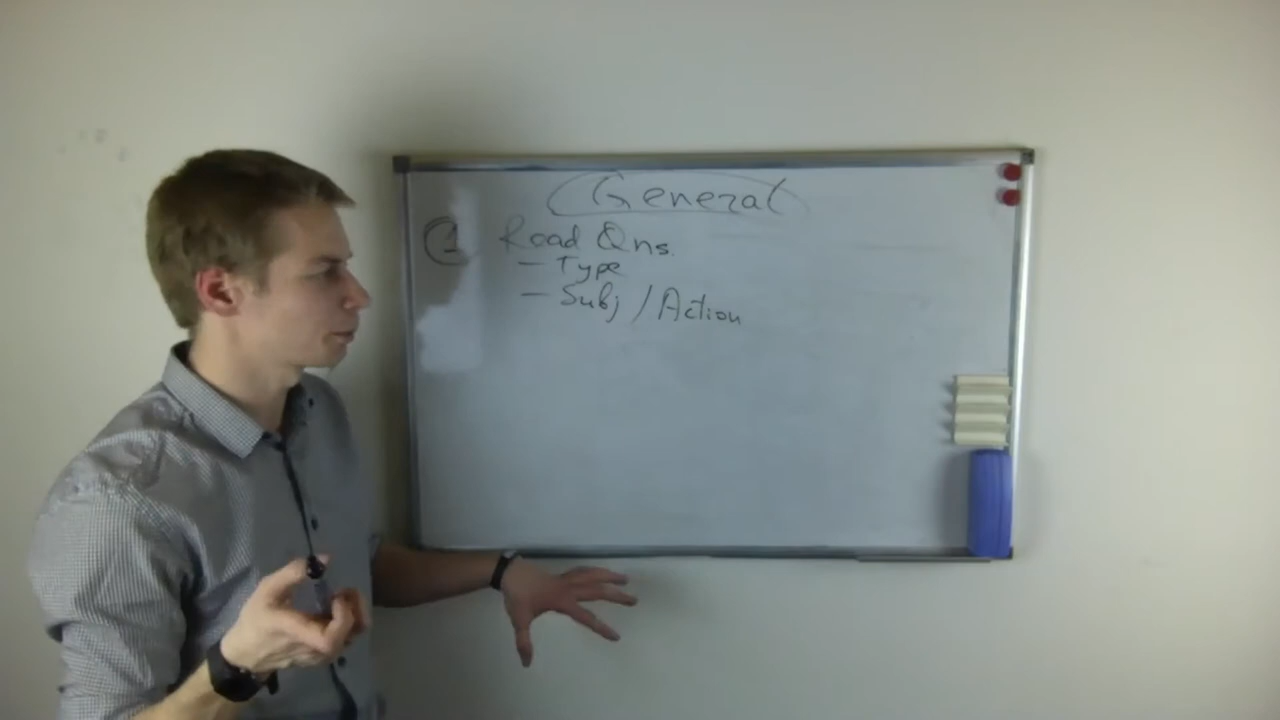 General
1 Read Qns.
- Type
- Subj / Action